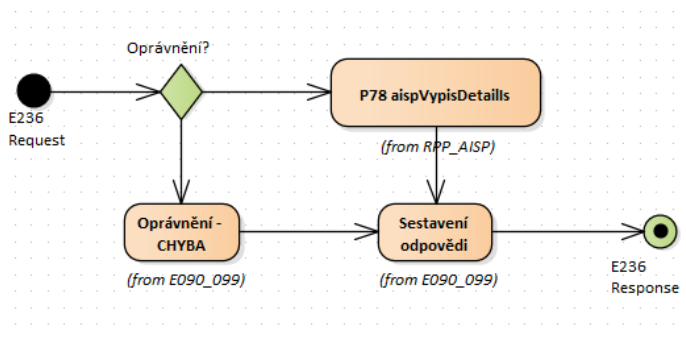 Oprávnění?
E236
Request
P78 aispVypisDetailIs
(from RPP_AISP)
Oprávnění -
CHYBA
(from E090_099)
Sestavení
odpovědi
(from E090_099)
E236
Response